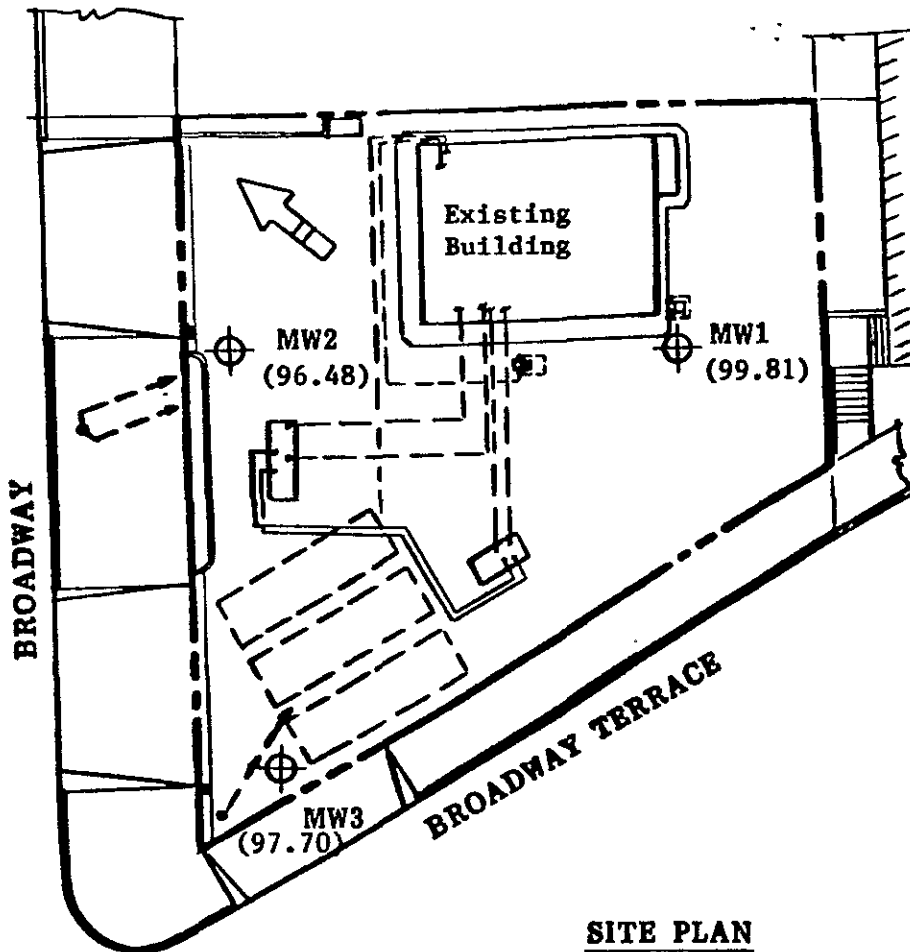 Existing
Building
MW2
(96.48)
MW1
(99.81)
BROADWAY
MW3
(97.70)
BROADWAY TERRACE
SITE PLAN